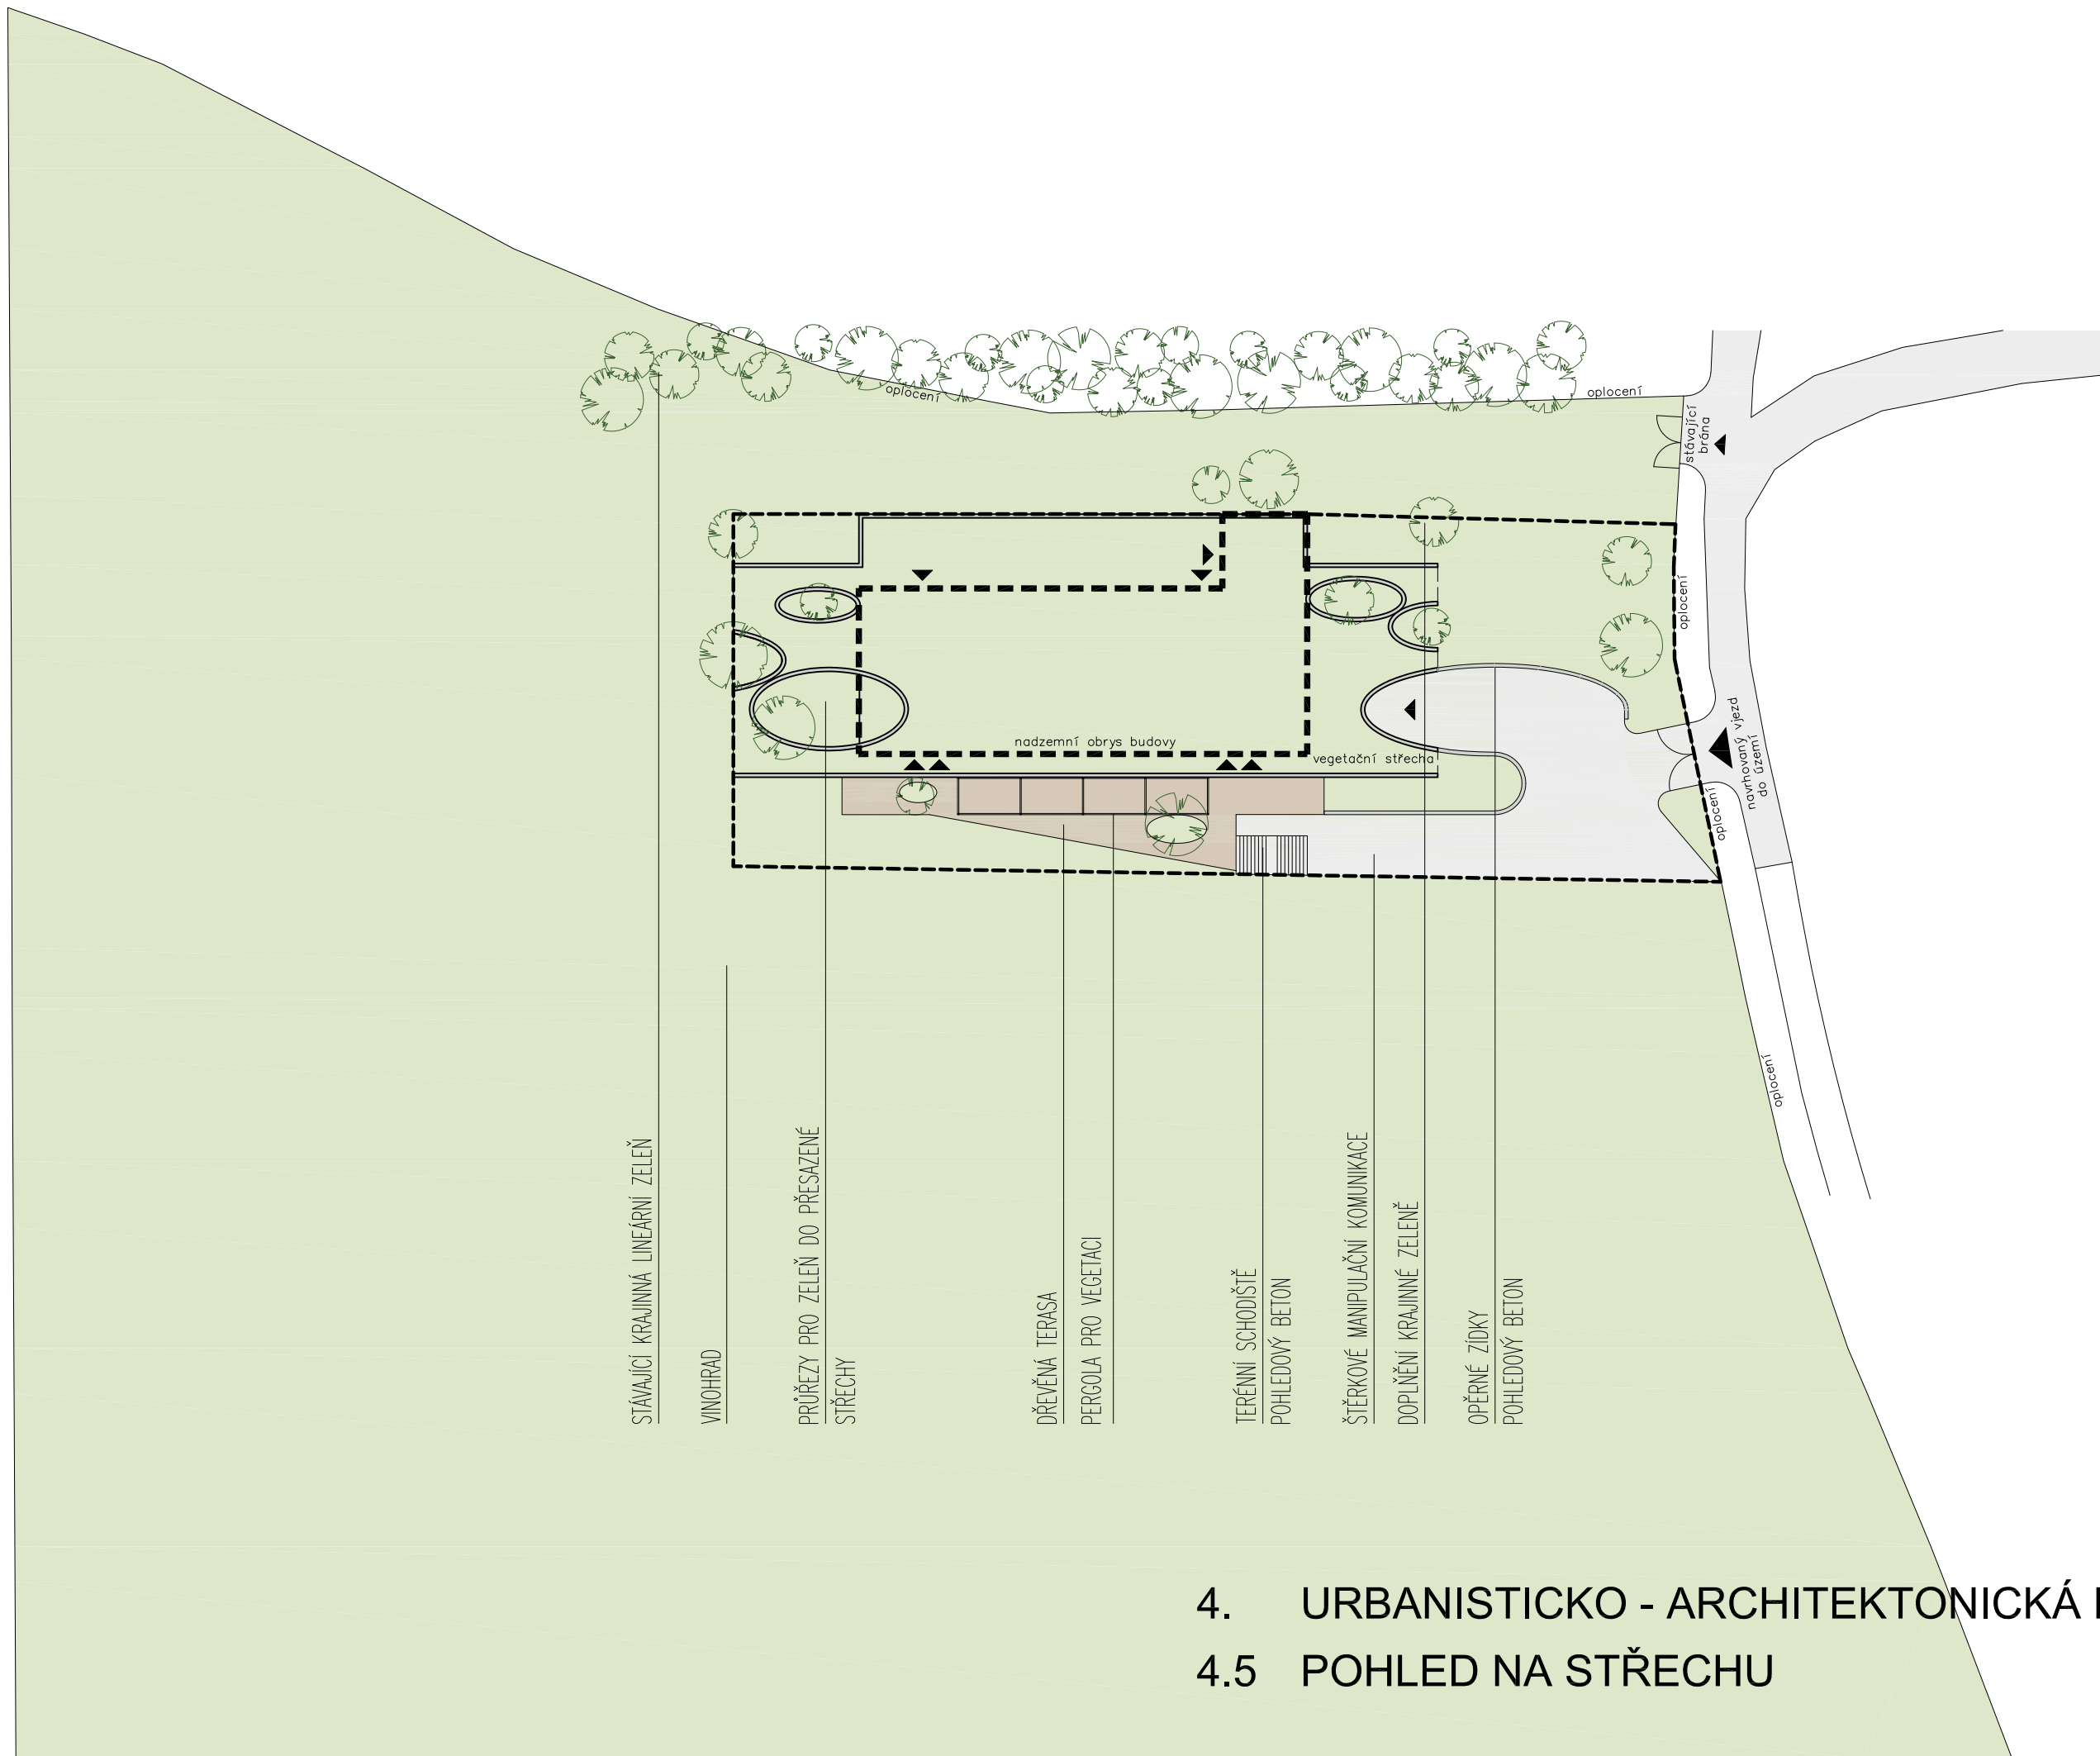 oplocení
oplocení
stávající
brána
oplocení
nadzemní obrys budovy
vegetační střecha
navrhovaný vjezd
do území
oplocení
oplocení
STÁVAJÍCÍ KRAJINNÁ LINEÁRNÍ ZELEŇ
VINOHRAD
PRŮŘEZY PRO ZELEŇ DO PŘESAZENÉ
STŘECHY
DŘEVĚNÁ TERASA
PERGOLA PRO VEGETACI
TERÉNNÍ SCHODIŠTĚ
POHLEDOVÝ BETON
ŠTĚRKOVÉ MANIPULAČNÍ KOMUNIKACE
DOPLNĚNÍ KRAJINNÉ ZELENĚ
OPĚRNÉ ZÍDKY
POHLEDOVÝ BETON
4. URBANISTICKO - ARCHITEKTONICKÁ
4.5 POHLED NA STŘECHU